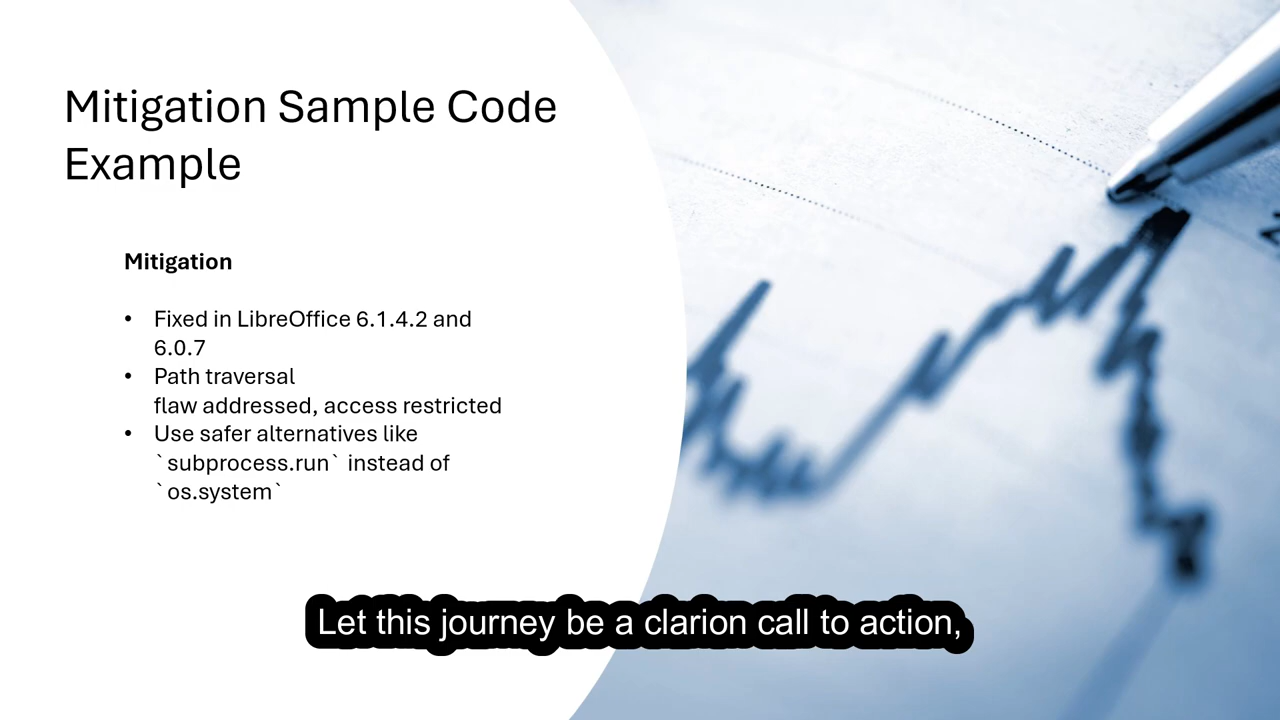 Mitigation Sample Code
Example
Mitigation
• Fixed in LibreOffice 6.1.4.2 and
6.0.7
• Path traversal
flaw addressed, access restricted
• Use safer alternatives like
`subprocess.run` instead of
`os.system`
Let this journey be a clarion call to action,